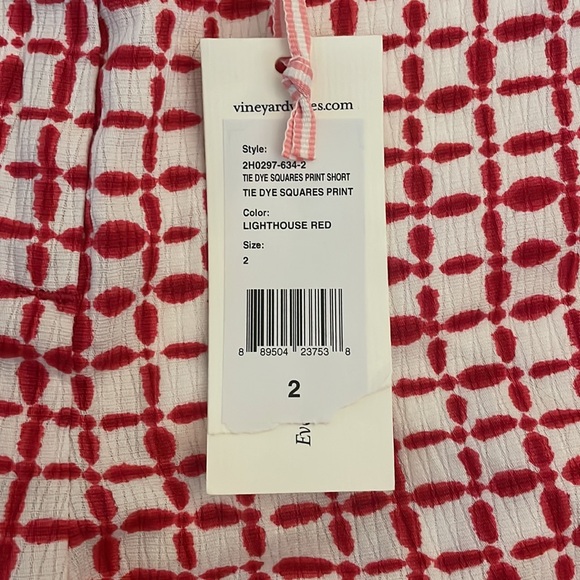 vineyardvines.com
Style:
2H0297-634-2
TIE DYE SQUARES PRINT SHORT
TIE DYE SQUARES PRINT
Color:
LIGHTHOUSE RED
Size:
2
8 89504 23753 8
2